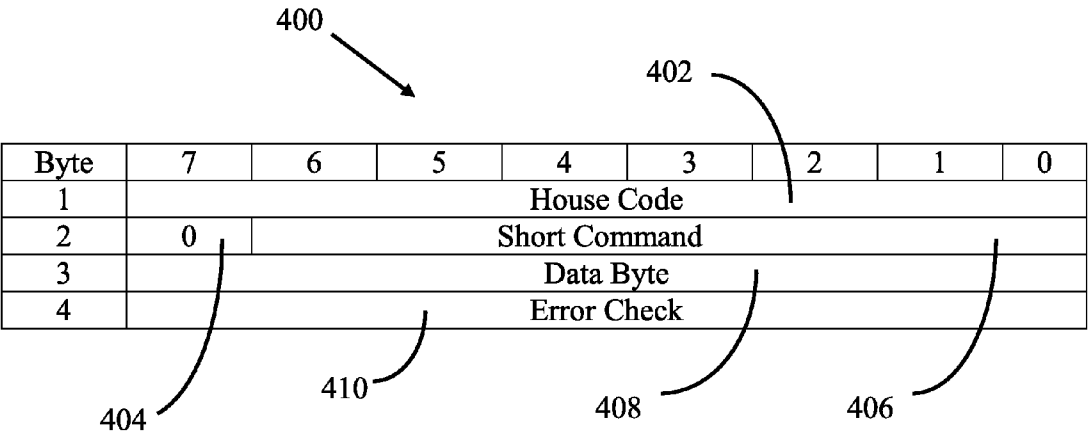 400
402
Byte 7 6 5 4 3 2 1 0
1 House Code
2 0 Short Command
3 Data Byte
4 Error Check
404 410 408 406